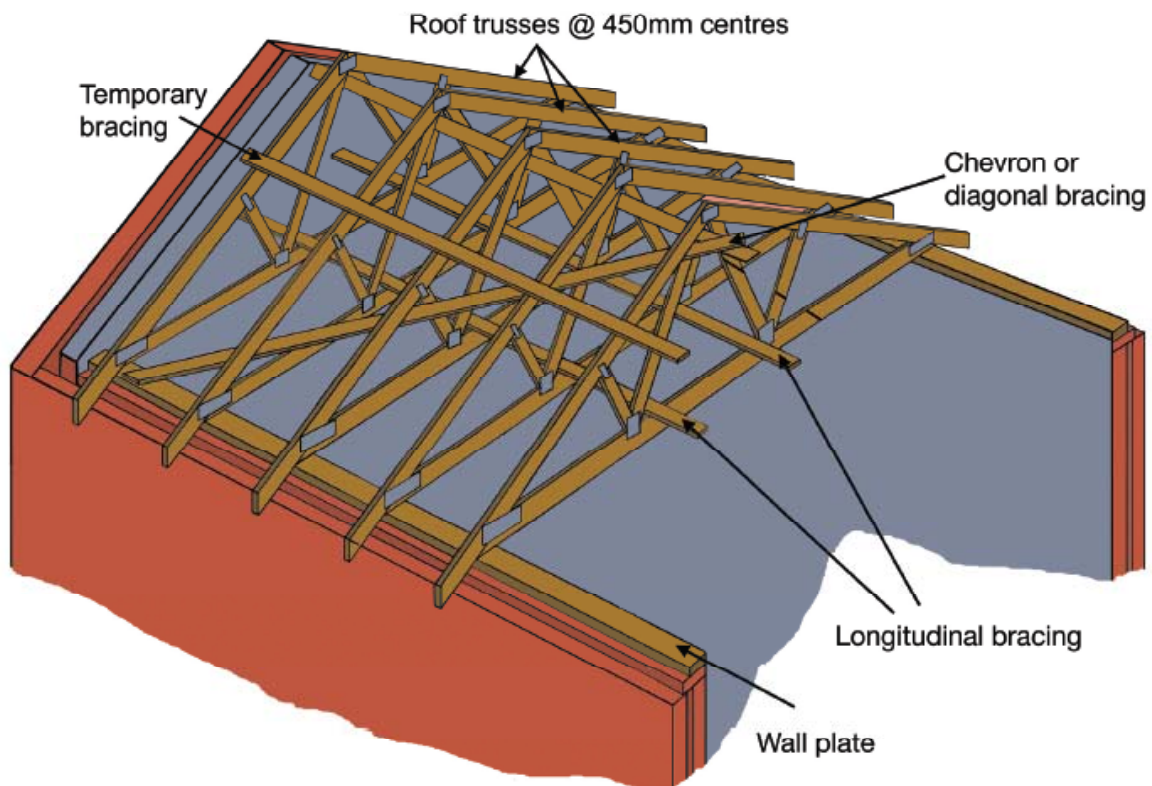 Roof trusses @ 450mm centres
Temporary
bracing
Chevron or
diagonal bracing
Longitudinal bracing
Wall plate